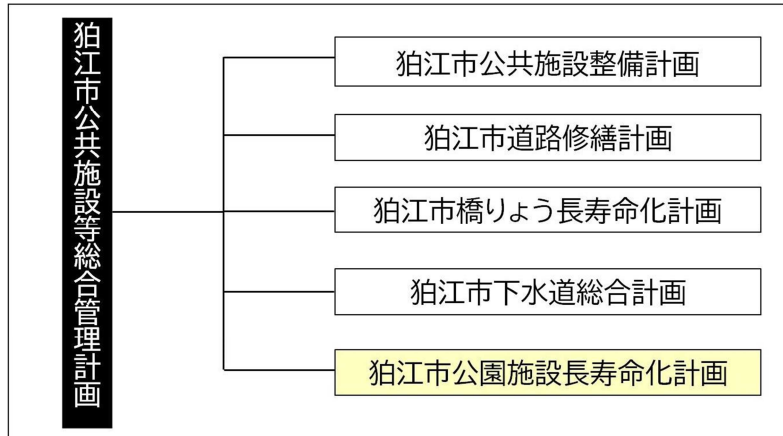 狛江市公共施設等総合管理計画
狛江市公共施設整備計画
狛江市道路修繕計画
狛江市橋りょう長寿命化計画
狛江市下水道総合計画
狛江市公園施設長寿命化計画